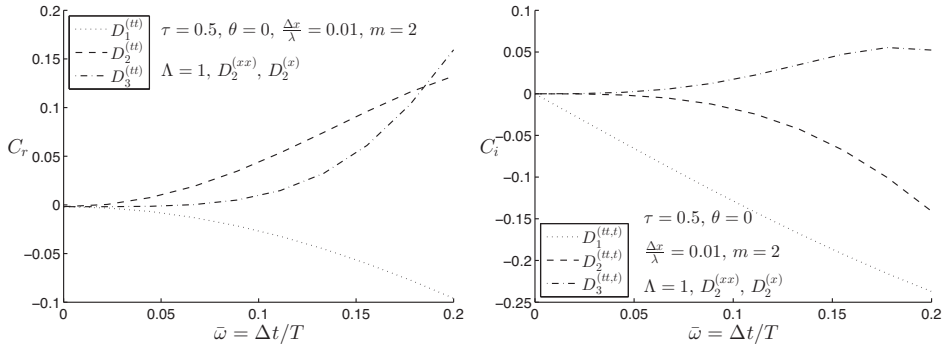 0.2
0.15
0.1
0.05
0
−0.05
−0.1
C_r
D_1^{(tt)}
D_2^{(tt)}
D_3^{(tt)}
τ = 0.5, θ = 0, Δx/λ = 0.01, m = 2
Λ = 1, D_2^{(xx)}, D_2^{(x)}
0 0.05 0.1 0.15 0.2
ω̄ = Δt/T
0.1
0.05
0
−0.05
−0.1
−0.15
−0.2
−0.25
C_i
τ = 0.5, θ = 0
D_1^{(tt,t)}
D_2^{(tt,t)}
D_3^{(tt,t)}
Δx/λ = 0.01, m = 2
Λ = 1, D_2^{(xx)}, D_2^{(x)}
0 0.05 0.1 0.15 0.2
ω̄ = Δt/T